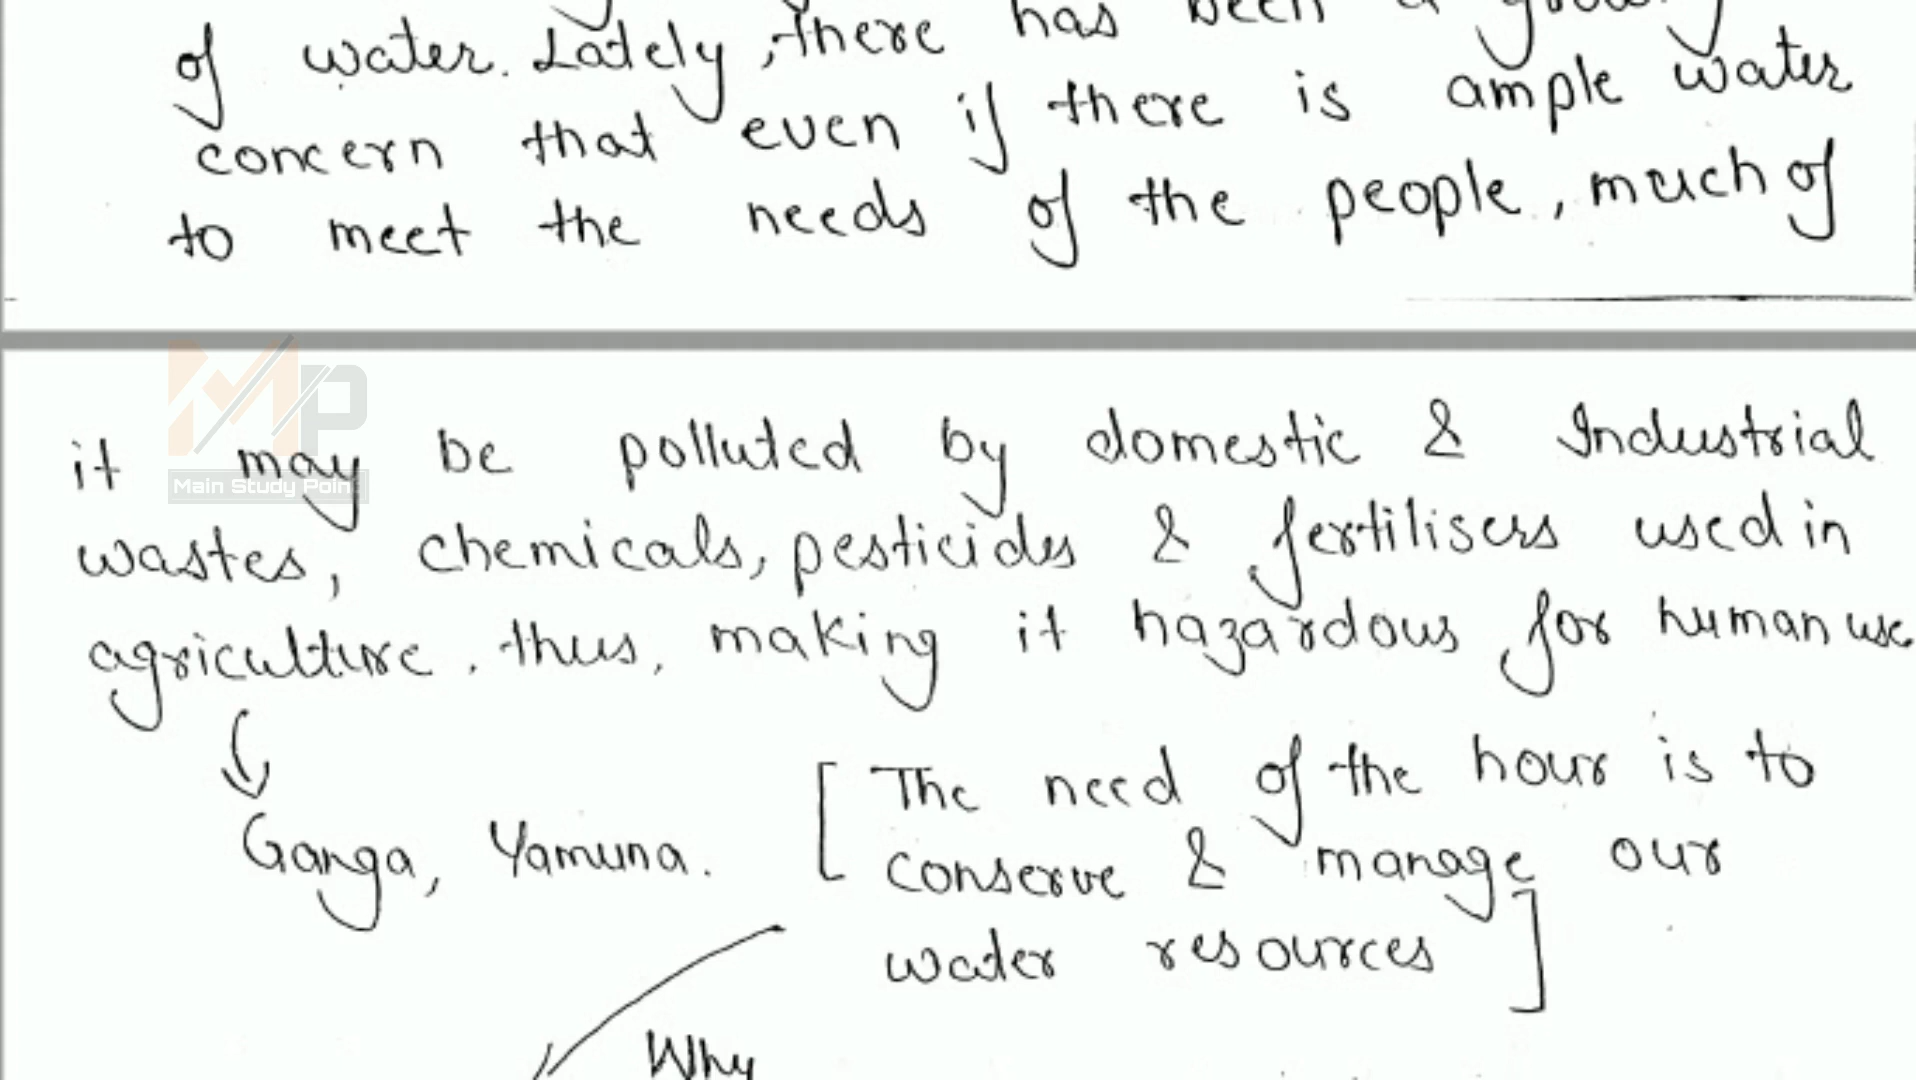 of water. Lately, there has been a
concern that even if there is ample water
to meet the needs of the people, much of
it may be polluted by domestic & Industrial
Main Study Point
wastes, chemicals, pesticides & fertilisers used in
agriculture. thus, making it hazardous for human use
Ganga, Yamuna.
[ The need of the hour is to
conserve & manage our
water resources ]
Why